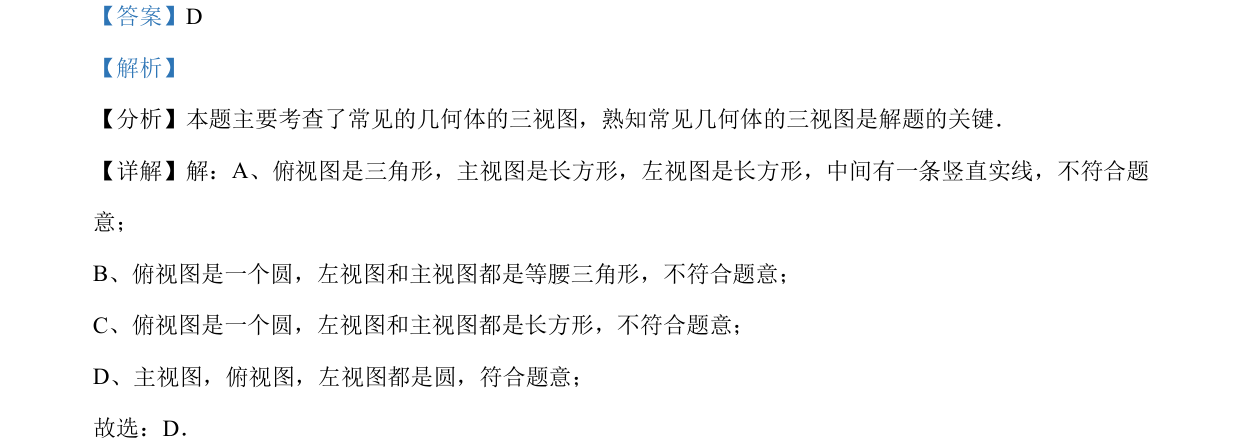 【答案】D
【解析】
【分析】本题主要考查了常见的几何体的三视图，熟知常见几何体的三视图是解题的关键．
【详解】解：A、俯视图是三角形，主视图是长方形，左视图是长方形，中间有一条竖直实线，不符合题
意；
B、俯视图是一个圆，左视图和主视图都是等腰三角形，不符合题意；
C、俯视图是一个圆，左视图和主视图都是长方形，不符合题意；
D、主视图，俯视图，左视图都是圆，符合题意；
故选：D．